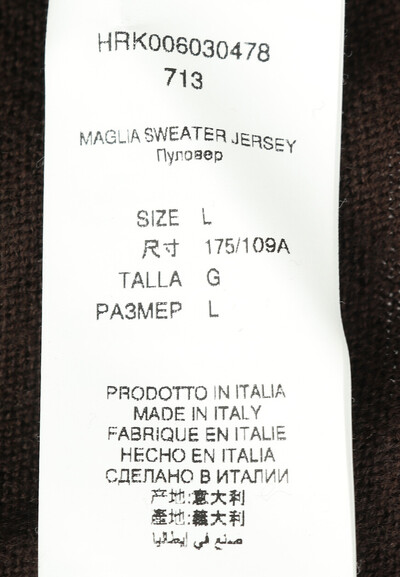 HRK006030478
713
MAGLIA SWEATER JERSEY
Пуловер
SIZE L
尺寸 175/109A
TALLA G
РАЗМЕР L
PRODOTTO IN ITALIA
MADE IN ITALY
FABRIQUE EN ITALIE
HECHO EN ITALIA
СДЕЛАНО В ИТАЛИИ
产地:意大利
產地:義大利
صنع في إيطاليا